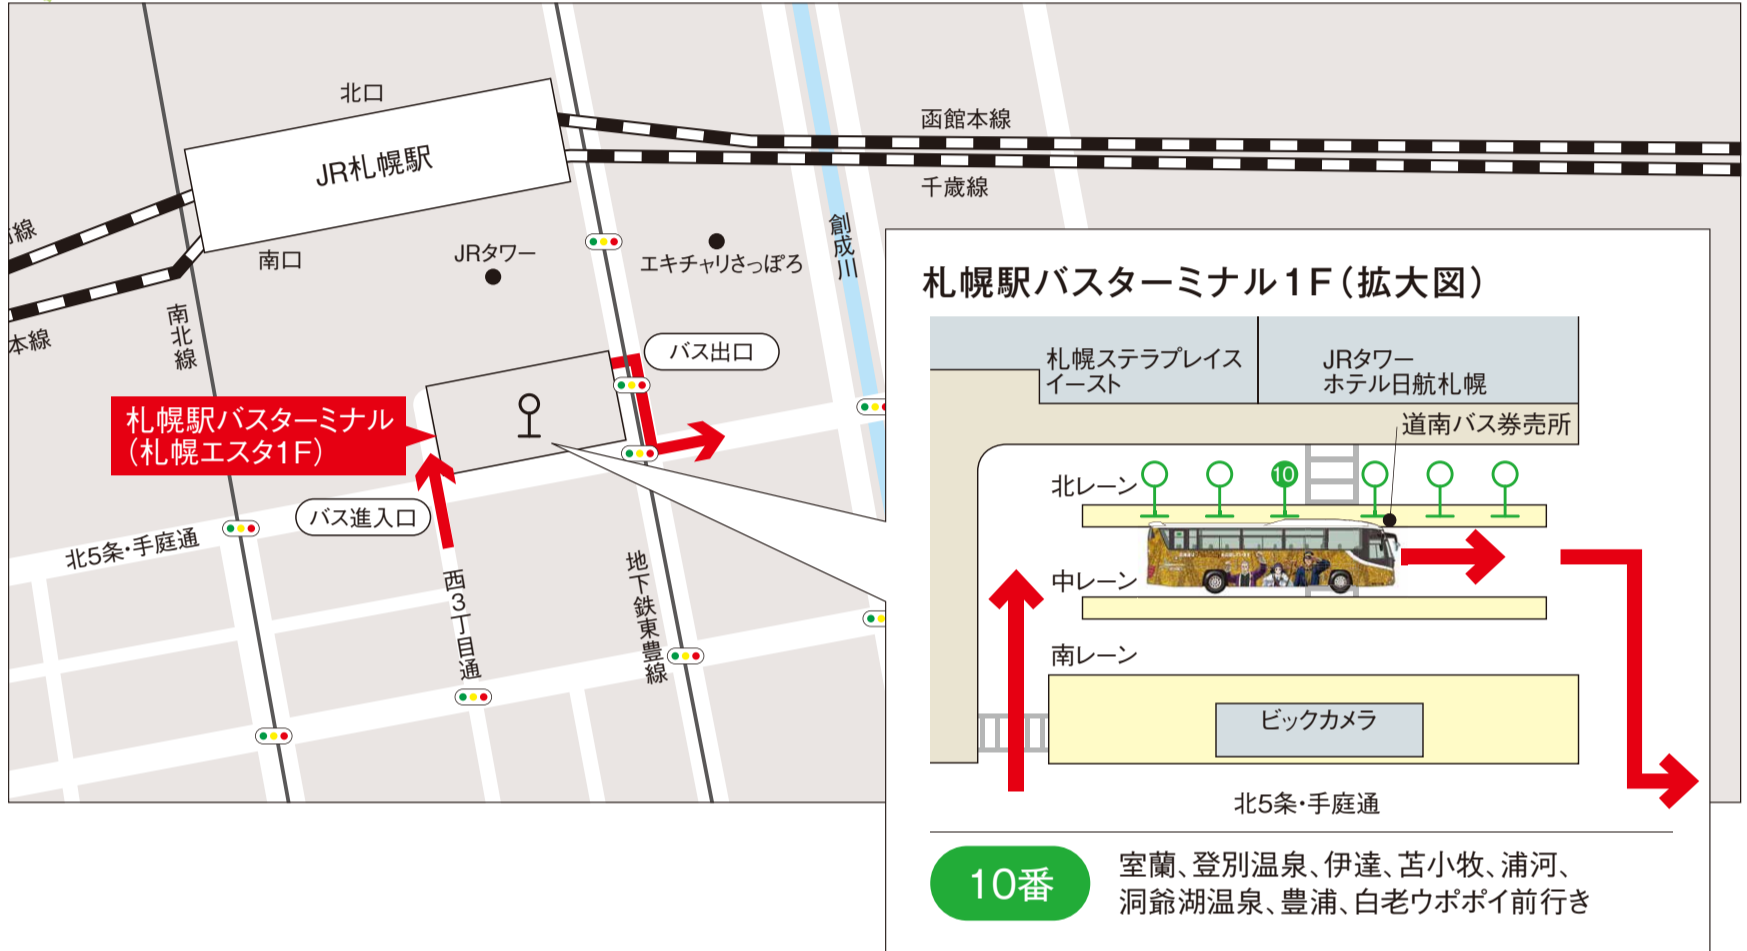 北口
JR札幌駅
函館本線
千歳線
線
本線
南口
南北線
JRタワー
エキチャリさっぽろ
創成川
バス出口
札幌駅バスターミナル
（札幌エスタ1F）
バス進入口
北5条・手庭通
西3丁目通
地下鉄東豊線
札幌駅バスターミナル1F（拡大図）
札幌ステラプレイス
イースト
JRタワー
ホテル日航札幌
道南バス券売所
北レーン
10
中レーン
南レーン
ビックカメラ
北5条・手庭通
10番
室蘭、登別温泉、伊達、苫小牧、浦河、
洞爺湖温泉、豊浦、白老ウポポイ前行き